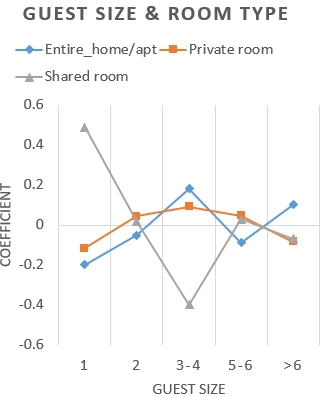 GUEST SIZE & ROOM TYPE
Entire_home/apt Private room
Shared room
0.6
0.4
0.2
0
-0.2
-0.4
-0.6
COEFFICIENT
1 2 3-4 5-6 >6
GUEST SIZE